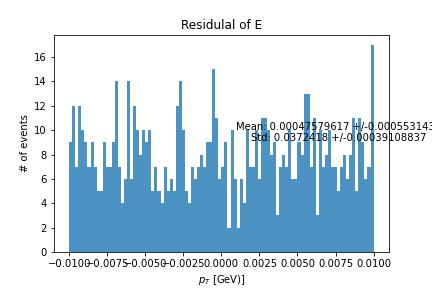 Residulal of E
# of events
16
14
12
10
8
6
4
2
0
Mean: 0.00047579617 +/-0.000553143
Std: 0.0372418 +/-0.00039108837
−0.0100 −0.0075 −0.0050 −0.0025 0.0000 0.0025 0.0050 0.0075 0.0100
pT [GeV)]